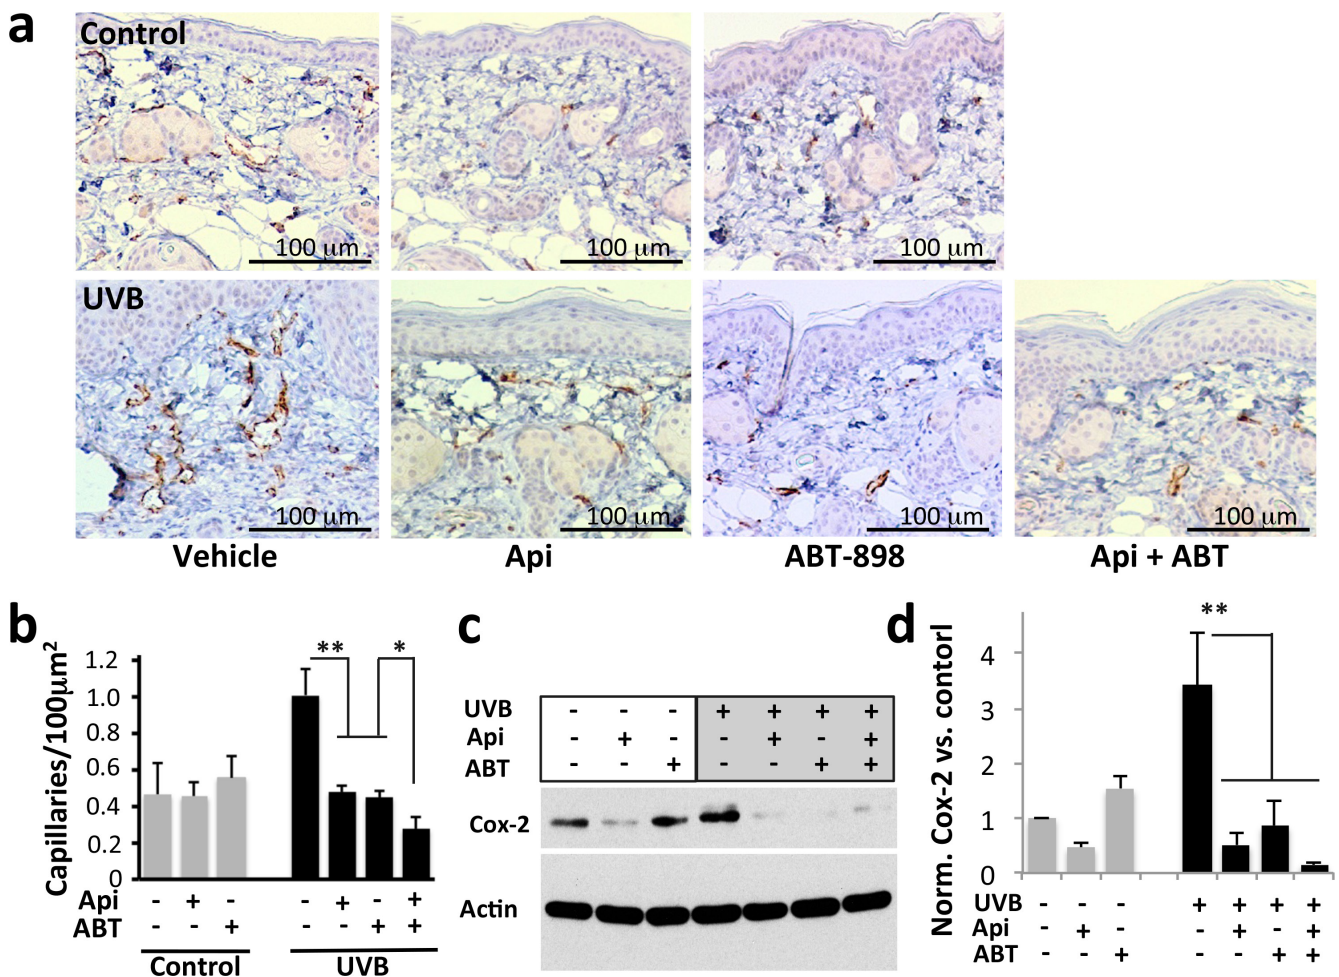 a
Control
100 µm
100 µm
100 µm
UVB
100 µm
100 µm
100 µm
100 µm
Vehicle
Api
ABT-898
Api + ABT
b
Capillaries/100µm²
1.2
1.0
0.8
0.6
0.4
0.2
0
** *
Api - + - - + - +
ABT - - + - - + +
Control
UVB
c
UVB - - - + + + +
Api - + - - + - +
ABT - - + - - + +
Cox-2
Actin
d
Norm. Cox-2 vs. contorl
4
3
2
1
0
**
UVB - - - + + + +
Api - + - - + - +
ABT - - + - - + +